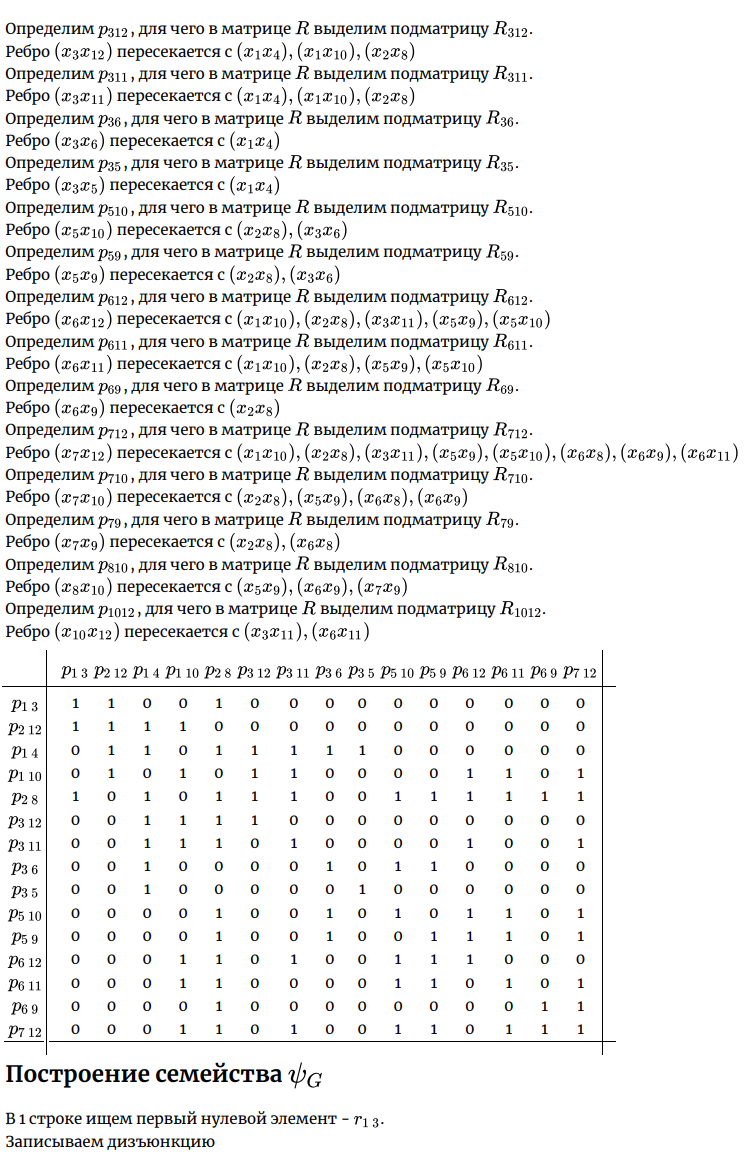 Определим p₃₁₂, для чего в матрице R выделим подматрицу R₃₁₂.
Ребро (x₃x₁₂) пересекается с (x₁x₄), (x₁x₁₀), (x₂x₈)
Определим p₃₁₁, для чего в матрице R выделим подматрицу R₃₁₁.
Ребро (x₃x₁₁) пересекается с (x₁x₄), (x₁x₁₀), (x₂x₈)
Определим p₃₆, для чего в матрице R выделим подматрицу R₃₆.
Ребро (x₃x₆) пересекается с (x₁x₄)
Определим p₃₅, для чего в матрице R выделим подматрицу R₃₅.
Ребро (x₃x₅) пересекается с (x₁x₄)
Определим p₅₁₀, для чего в матрице R выделим подматрицу R₅₁₀.
Ребро (x₅x₁₀) пересекается с (x₂x₈), (x₃x₆)
Определим p₅₉, для чего в матрице R выделим подматрицу R₅₉.
Ребро (x₅x₉) пересекается с (x₂x₈), (x₃x₆)
Определим p₆₁₂, для чего в матрице R выделим подматрицу R₆₁₂.
Ребро (x₆x₁₂) пересекается с (x₁x₁₀), (x₂x₈), (x₃x₁₁), (x₅x₉), (x₅x₁₀)
Определим p₆₁₁, для чего в матрице R выделим подматрицу R₆₁₁.
Ребро (x₆x₁₁) пересекается с (x₁x₁₀), (x₂x₈), (x₅x₉), (x₅x₁₀)
Определим p₆₉, для чего в матрице R выделим подматрицу R₆₉.
Ребро (x₆x₉) пересекается с (x₂x₈)
Определим p₇₁₂, для чего в матрице R выделим подматрицу R₇₁₂.
Ребро (x₇x₁₂) пересекается с (x₁x₁₀), (x₂x₈), (x₃x₁₁), (x₅x₉), (x₅x₁₀), (x₆x₈), (x₆x₉), (x₆x₁₁)
Определим p₇₁₀, для чего в матрице R выделим подматрицу R₇₁₀.
Ребро (x₇x₁₀) пересекается с (x₂x₈), (x₅x₉), (x₆x₈), (x₆x₉)
Определим p₇₉, для чего в матрице R выделим подматрицу R₇₉.
Ребро (x₇x₉) пересекается с (x₂x₈), (x₆x₈)
Определим p₈₁₀, для чего в матрице R выделим подматрицу R₈₁₀.
Ребро (x₈x₁₀) пересекается с (x₅x₉), (x₆x₉), (x₇x₉)
Определим p₁₀₁₂, для чего в матрице R выделим подматрицу R₁₀₁₂.
Ребро (x₁₀x₁₂) пересекается с (x₃x₁₁), (x₆x₁₁)
p₁ ₃ p₂ ₁₂ p₁ ₄ p₁ ₁₀ p₂ ₈ p₃ ₁₂ p₃ ₁₁ p₃ ₆ p₃ ₅ p₅ ₁₀ p₅ ₉ p₆ ₁₂ p₆ ₁₁ p₆ ₉ p₇ ₁₂
p₁ ₃ 1 1 0 0 1 0 0 0 0 0 0 0 0 0 0
p₂ ₁₂ 1 1 1 1 0 0 0 0 0 0 0 0 0 0 0
p₁ ₄ 0 1 1 0 1 1 1 1 1 0 0 0 0 0 0
p₁ ₁₀ 0 1 0 1 0 1 1 0 0 0 0 1 1 0 1
p₂ ₈ 1 0 1 0 1 1 1 0 0 1 1 1 1 1 1
p₃ ₁₂ 0 0 1 1 1 1 0 0 0 0 0 0 0 0 0
p₃ ₁₁ 0 0 1 1 1 0 1 0 0 0 0 1 0 0 1
p₃ ₆ 0 0 1 0 0 0 0 1 0 1 1 0 0 0 0
p₃ ₅ 0 0 1 0 0 0 0 0 1 0 0 0 0 0 0
p₅ ₁₀ 0 0 0 0 1 0 0 1 0 1 0 1 1 0 1
p₅ ₉ 0 0 0 0 1 0 0 1 0 0 1 1 1 0 1
p₆ ₁₂ 0 0 0 1 1 0 1 0 0 1 1 1 0 0 0
p₆ ₁₁ 0 0 0 1 1 0 0 0 0 1 1 0 1 0 1
p₆ ₉ 0 0 0 0 1 0 0 0 0 0 0 0 0 1 1
p₇ ₁₂ 0 0 0 1 1 0 1 0 0 1 1 0 1 1 1
Построение семейства ψG
В 1 строке ищем первый нулевой элемент - r₁ ₃.
Записываем дизъюнкцию